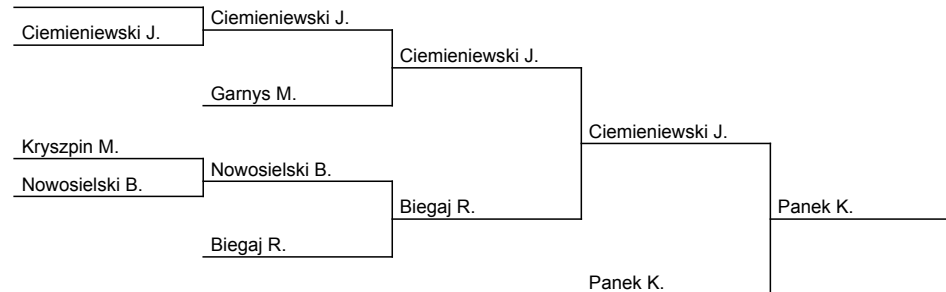 Ciemieniewski J.
Ciemieniewski J.
Ciemieniewski J.
Garnys M.
Ciemieniewski J.
Kryszpin M.
Nowosielski B.
Nowosielski B.
Biegaj R.
Panek K.
Biegaj R.
Panek K.